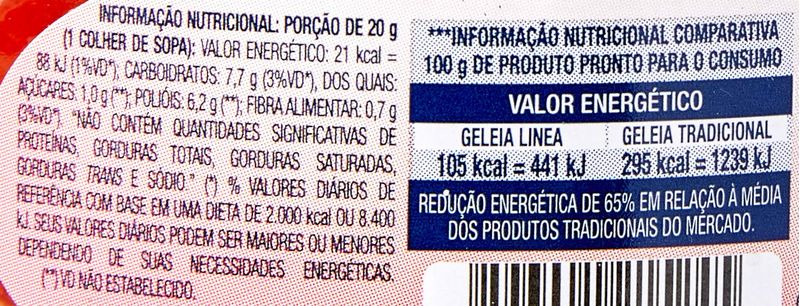 INFORMAÇÃO NUTRICIONAL: PORÇÃO DE 20 g
(1 COLHER DE SOPA): VALOR ENERGÉTICO: 21 kcal =
88 kJ (1%VD*), CARBOIDRATOS: 7,7 g (3%VD*), DOS QUAIS:
AÇÚCARES: 1,0 g (**); POLIÓIS: 6,2 g (**); FIBRA ALIMENTAR: 0,7 g
(3%VD*). "NÃO CONTÉM QUANTIDADES SIGNIFICATIVAS DE
PROTEÍNAS, GORDURAS TOTAIS, GORDURAS SATURADAS,
GORDURAS TRANS E SÓDIO." (*) % VALORES DIÁRIOS DE
REFERÊNCIA COM BASE EM UMA DIETA DE 2.000 kcal OU 8.400
kJ. SEUS VALORES DIÁRIOS PODEM SER MAIORES OU MENORES
DEPENDENDO DE SUAS NECESSIDADES ENERGÉTICAS.
(**) VD NÃO ESTABELECIDO.
***INFORMAÇÃO NUTRICIONAL COMPARATIVA
100 g DE PRODUTO PRONTO PARA O CONSUMO
VALOR ENERGÉTICO
GELEIA LINEA GELEIA TRADICIONAL
105 kcal = 441 kJ 295 kcal = 1239 kJ
REDUÇÃO ENERGÉTICA DE 65% EM RELAÇÃO À MÉDIA
DOS PRODUTOS TRADICIONAIS DO MERCADO.